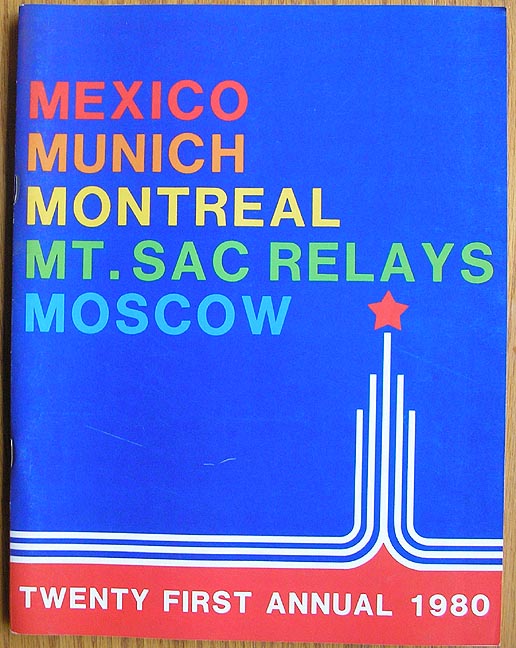 MEXICO
MUNICH
MONTREAL
MT. SAC RELAYS
MOSCOW
TWENTY FIRST ANNUAL 1980